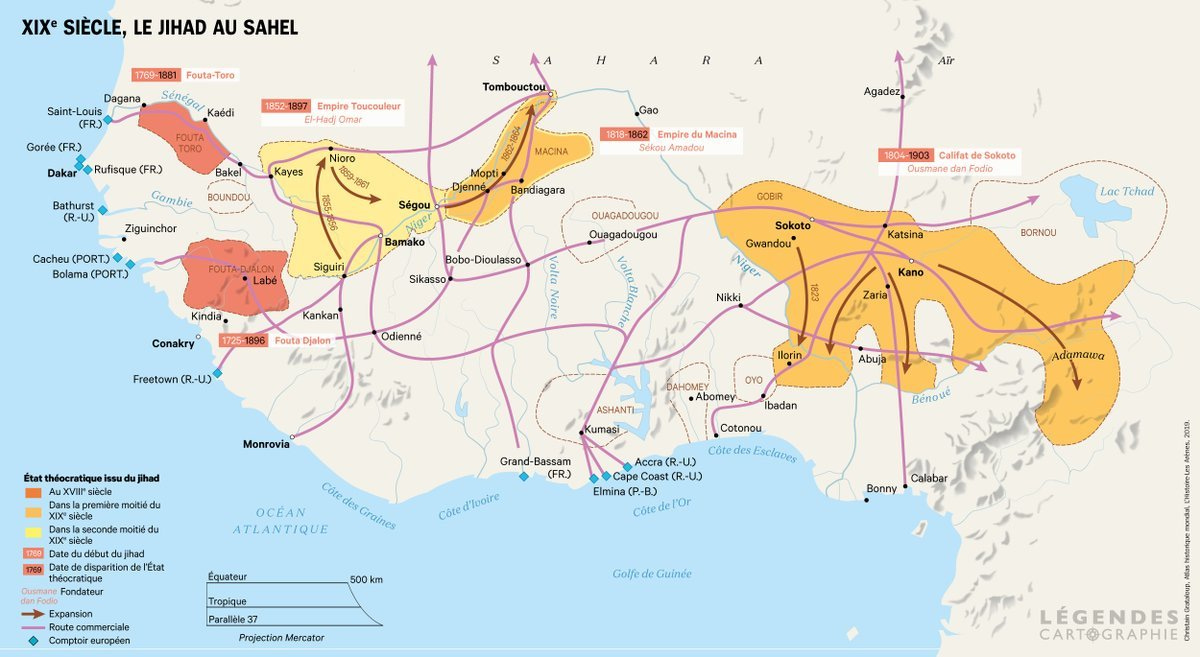 XIXe SIÈCLE, LE JIHAD AU SAHEL
S A H A R A
Aïr
1769-1881 Fouta-Toro
Tombouctou
Agadez
Dagana
Sénégal
Saint-Louis
(FR.)
Kaédi
1852-1897 Empire Toucouleur
El-Hadj Omar
Gao
1818-1862 Empire du Macina
Sékou Amadou
FOUTA
TORO
1862-1864
MACINA
1804-1903 Califat de Sokoto
Ousmane dan Fodio
Gorée (FR.)
Dakar
Rufisque (FR.)
Bakel
Kayes
Nioro
1859-1861
Mopti
Djenné
Bandiagara
Lac Tchad
BOUNDOU
Gambie
Bathurst
(R.-U.)
1855-1856
Ségou
Niger
GOBIR
OUAGADOUGOU
Ouagadougou
Sokoto
Gwandou
Katsina
BORNOU
Ziguinchor
Bamako
Cacheu (PORT.)
Bolama (PORT.)
FOUTA-DJALON
Labé
Siguiri
Sikasso
Bobo-Dioulasso
Volta Noire
Volta Blanche
Niger
1823
Kano
Zaria
Nikki
Kindia
Kankan
Conakry
1725-1896 Fouta Djalon
Odienné
Ilorin
Abuja
Adamawa
Freetown (R.-U.)
DAHOMEY
Abomey
OYO
Ibadan
Bénoué
ASHANTI
Kumasi
Cotonou
Monrovia
Grand-Bassam
(FR.)
Accra (R.-U.)
Cape Coast (R.-U.)
Elmina (P.-B.)
Côte des Esclaves
Calabar
Bonny
Côte des Graines
Côte d'Ivoire
Côte de l'Or
OCÉAN
ATLANTIQUE
Golfe de Guinée
État théocratique issu du jihad
Au XVIIIe siècle
Dans la première moitié du
XIXe siècle
Dans la seconde moitié du
XIXe siècle
1769 Date du début du jihad
1769 Date de disparition de l'État
théocratique
Ousmane
dan Fodio
Fondateur
Expansion
Route commerciale
Comptoir européen
Équateur
500 km
Tropique
Parallèle 37
Projection Mercator
LÉGENDES
CARTOGRAPHIE
Christian Grataloup, Atlas historique mondial, L'Histoire-Les Arènes, 2019.